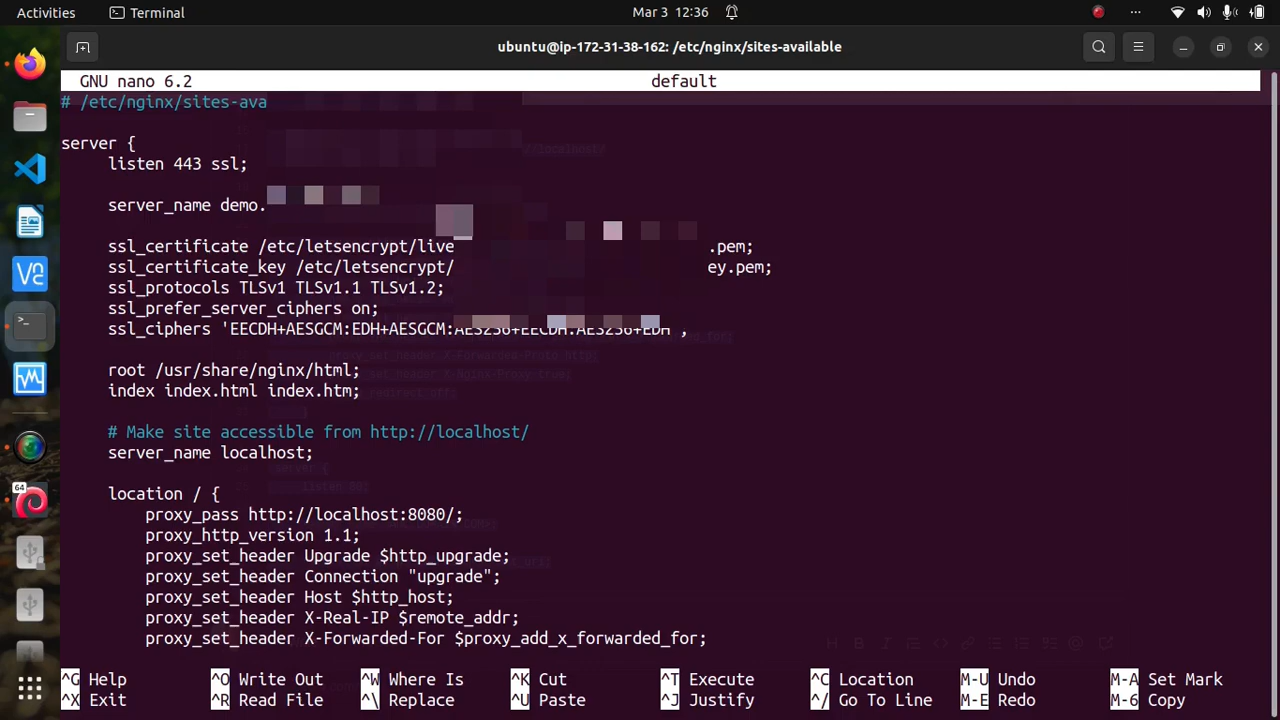 Activities Terminal Mar 3 12:36
ubuntu@ip-172-31-38-162: /etc/nginx/sites-available
GNU nano 6.2 default
# /etc/nginx/sites-ava
server {
listen 443 ssl;
server_name demo.
ssl_certificate /etc/letsencrypt/live .pem;
ssl_certificate_key /etc/letsencrypt/ ey.pem;
ssl_protocols TLSv1 TLSv1.1 TLSv1.2;
ssl_prefer_server_ciphers on;
ssl_ciphers 'EECDH+AESGCM:EDH+AESGCM:AES256+EECDH:AES256+EDH';
root /usr/share/nginx/html;
index index.html index.htm;
# Make site accessible from http://localhost/
server_name localhost;
location / {
proxy_pass http://localhost:8080/;
proxy_http_version 1.1;
proxy_set_header Upgrade $http_upgrade;
proxy_set_header Connection "upgrade";
proxy_set_header Host $http_host;
proxy_set_header X-Real-IP $remote_addr;
proxy_set_header X-Forwarded-For $proxy_add_x_forwarded_for;
^G Help ^O Write Out ^W Where Is ^K Cut ^T Execute ^C Location M-U Undo M-A Set Mark
^X Exit ^R Read File ^\ Replace ^U Paste ^J Justify ^/ Go To Line M-E Redo M-6 Copy
64